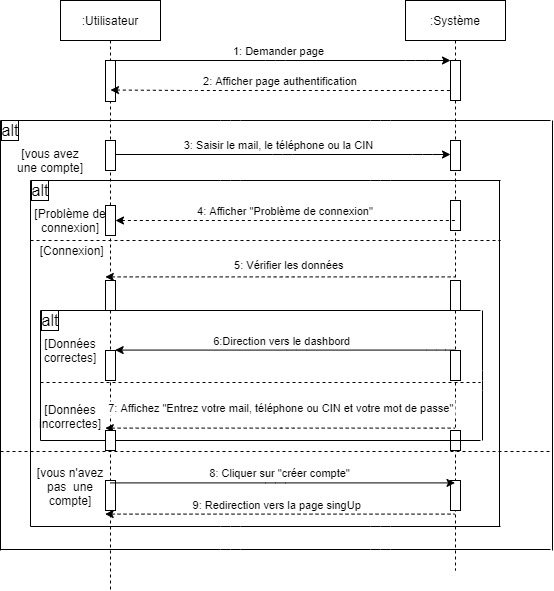 :Utilisateur
:Système
1: Demander page
2: Afficher page authentification
alt
3: Saisir le mail, le téléphone ou la CIN
[vous avez
une compte]
alt
[Problème de
connexion]
4: Afficher "Problème de connexion"
[Connexion]
5: Vérifier les données
alt
[Données
correctes]
6:Direction vers le dashbord
[Données
incorrectes]
7: Affichez "Entrez votre mail, téléphone ou CIN et votre mot de passe"
[vous n'avez
pas une
compte]
8: Cliquer sur "créer compte"
9: Redirection vers la page singUp